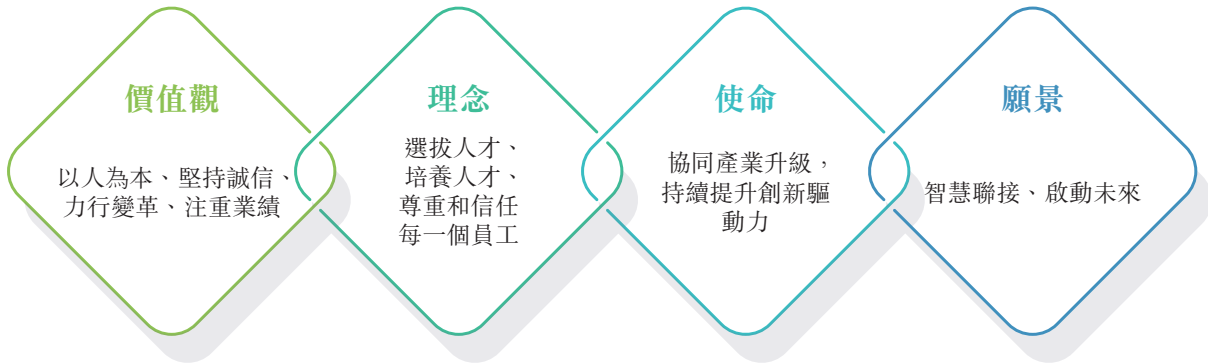 價值觀
以人為本、堅持誠信、
力行變革、注重業績
理念
選拔人才、
培養人才、
尊重和信任
每一個員工
使命
協同產業升級，
持續提升創新驅
動力
願景
智慧聯接、啟動未來